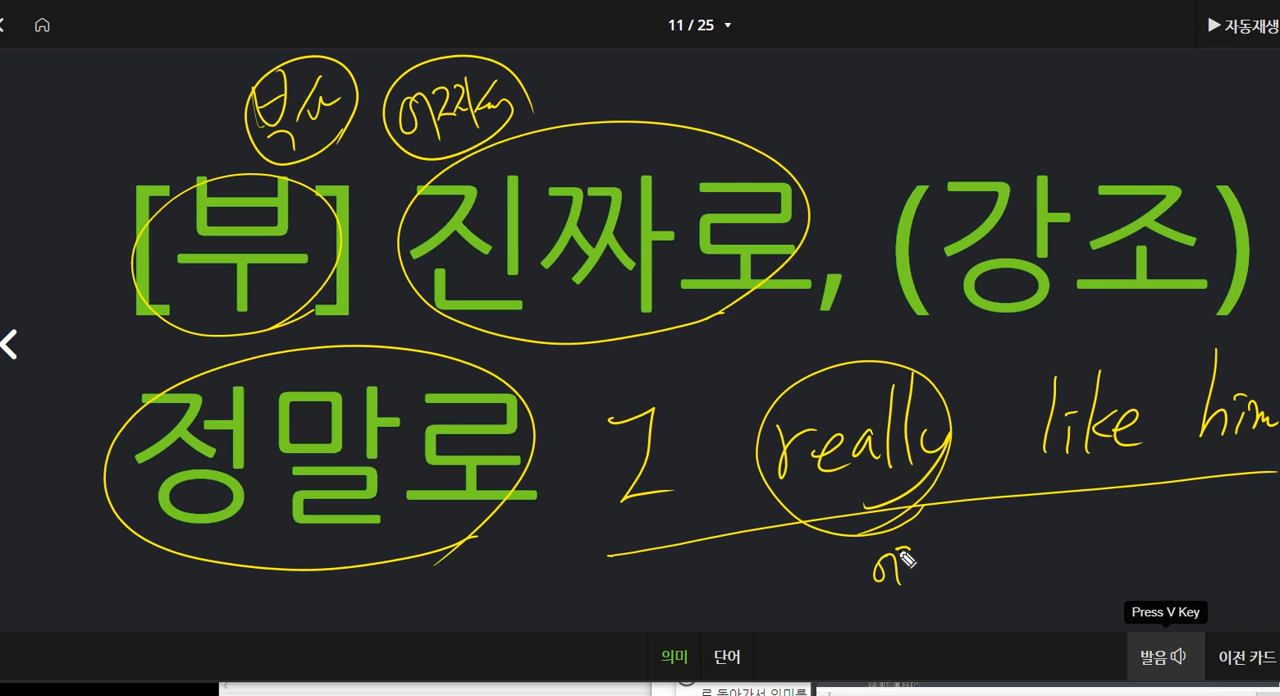 11 / 25
▶ 자동재생
부사
[부] 진짜로, (강조)
정말로 I really like him
Press V Key
의미 단어 발음 이전 카드